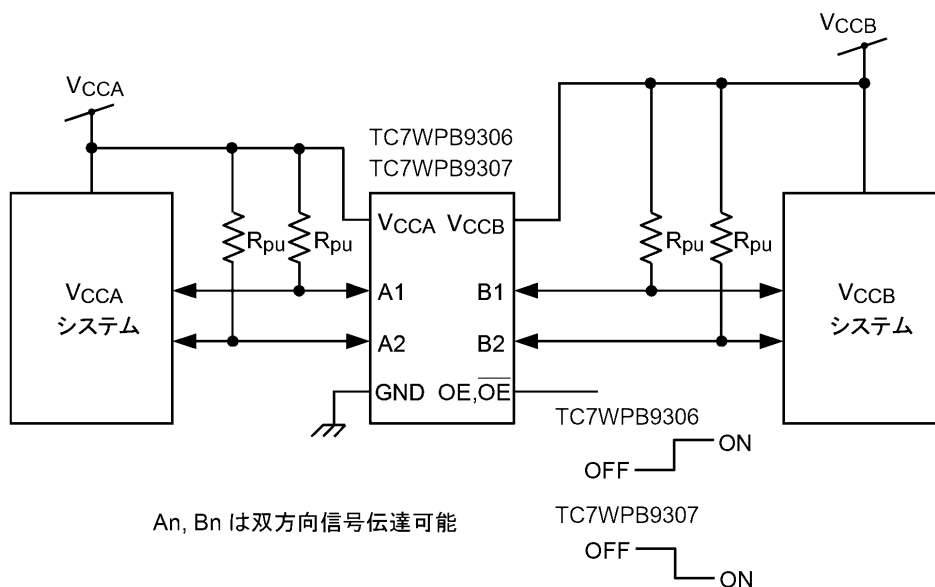 VCCB
VCCA
TC7WPB9306
TC7WPB9307
VCCA VCCB
Rpu Rpu Rpu Rpu
VCCA
システム
A1 B1
VCCB
システム
A2 B2
GND OE,O̅E̅
TC7WPB9306
ON
OFF
An, Bn は双方向信号伝達可能
TC7WPB9307
OFF
ON